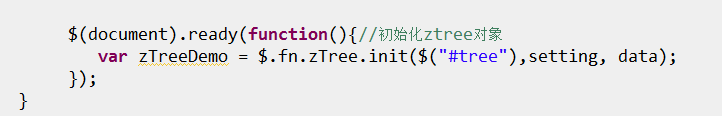 $(document).ready(function(){//初始化ztree对象
var zTreeDemo = $.fn.zTree.init($("#tree"),setting, data);
});
}